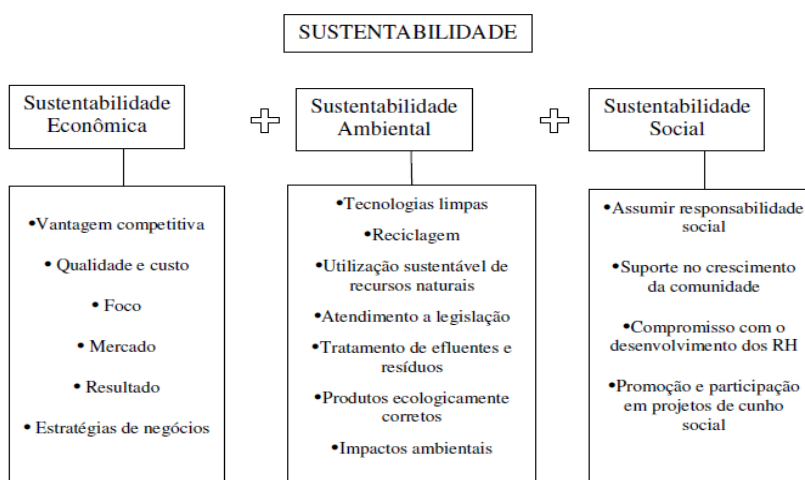 SUSTENTABILIDADE
Sustentabilidade
Econômica
•Vantagem competitiva
• Qualidade e custo
• Foco
• Mercado
• Resultado
• Estratégias de negócios
Sustentabilidade
Ambiental
•Tecnologias limpas
•Reciclagem
•Utilização sustentável de
recursos naturais
•Atendimento a legislação
•Tratamento de efluentes e
resíduos
•Produtos ecologicamente
corretos
•Impactos ambientais
Sustentabilidade
Social
•Assumir responsabilidade
social
•Suporte no crescimento
da comunidade
•Compromisso com o
desenvolvimento dos RH
•Promoção e participação
em projetos de cunho
social